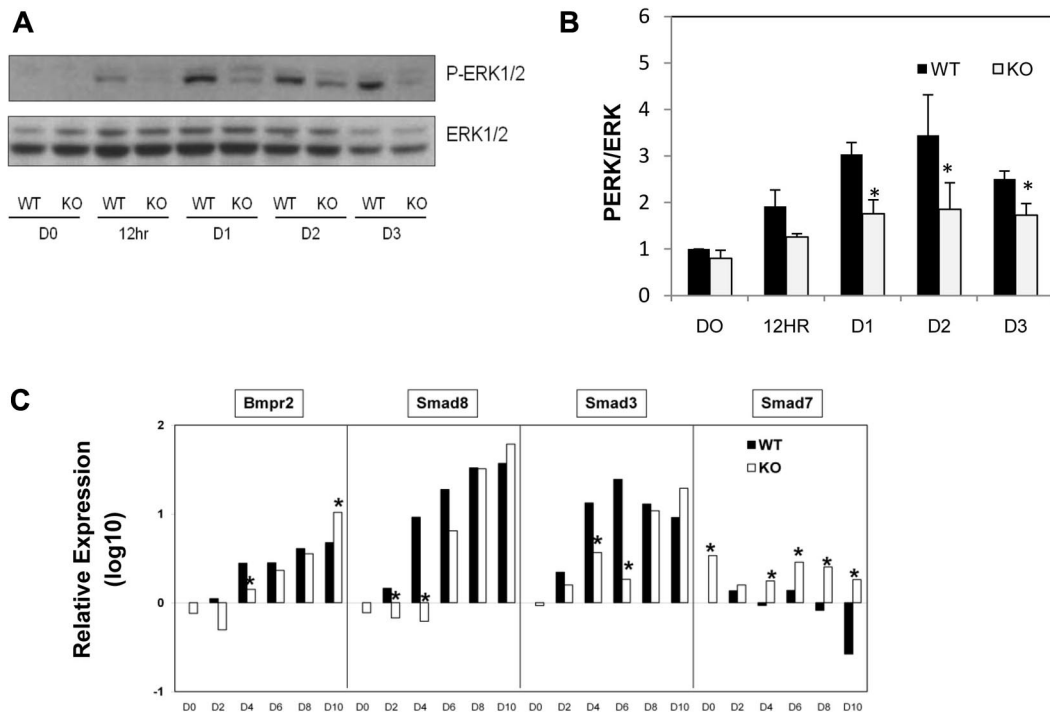 A
P-ERK1/2
ERK1/2
WT KO WT KO WT KO WT KO WT KO
D0 12hr D1 D2 D3
B
6
5
4
3
2
1
0
PERK/ERK
WT KO
* * *
DO 12HR D1 D2 D3
C
Bmpr2 Smad8 Smad3 Smad7
2
1
0
-1
Relative Expression
(log10)
WT
KO
* * * * * * * * * * *
D0 D2 D4 D6 D8 D10 D0 D2 D4 D6 D8 D10 D0 D2 D4 D6 D8 D10 D0 D2 D4 D6 D8 D10